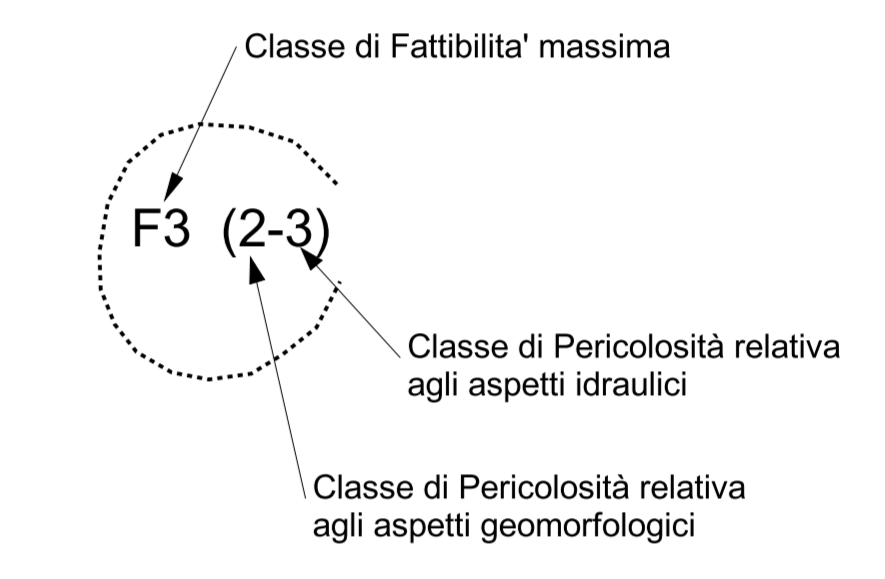 Classe di Fattibilita' massima
F3 (2-3)
Classe di Pericolosità relativa
agli aspetti idraulici
Classe di Pericolosità relativa
agli aspetti geomorfologici